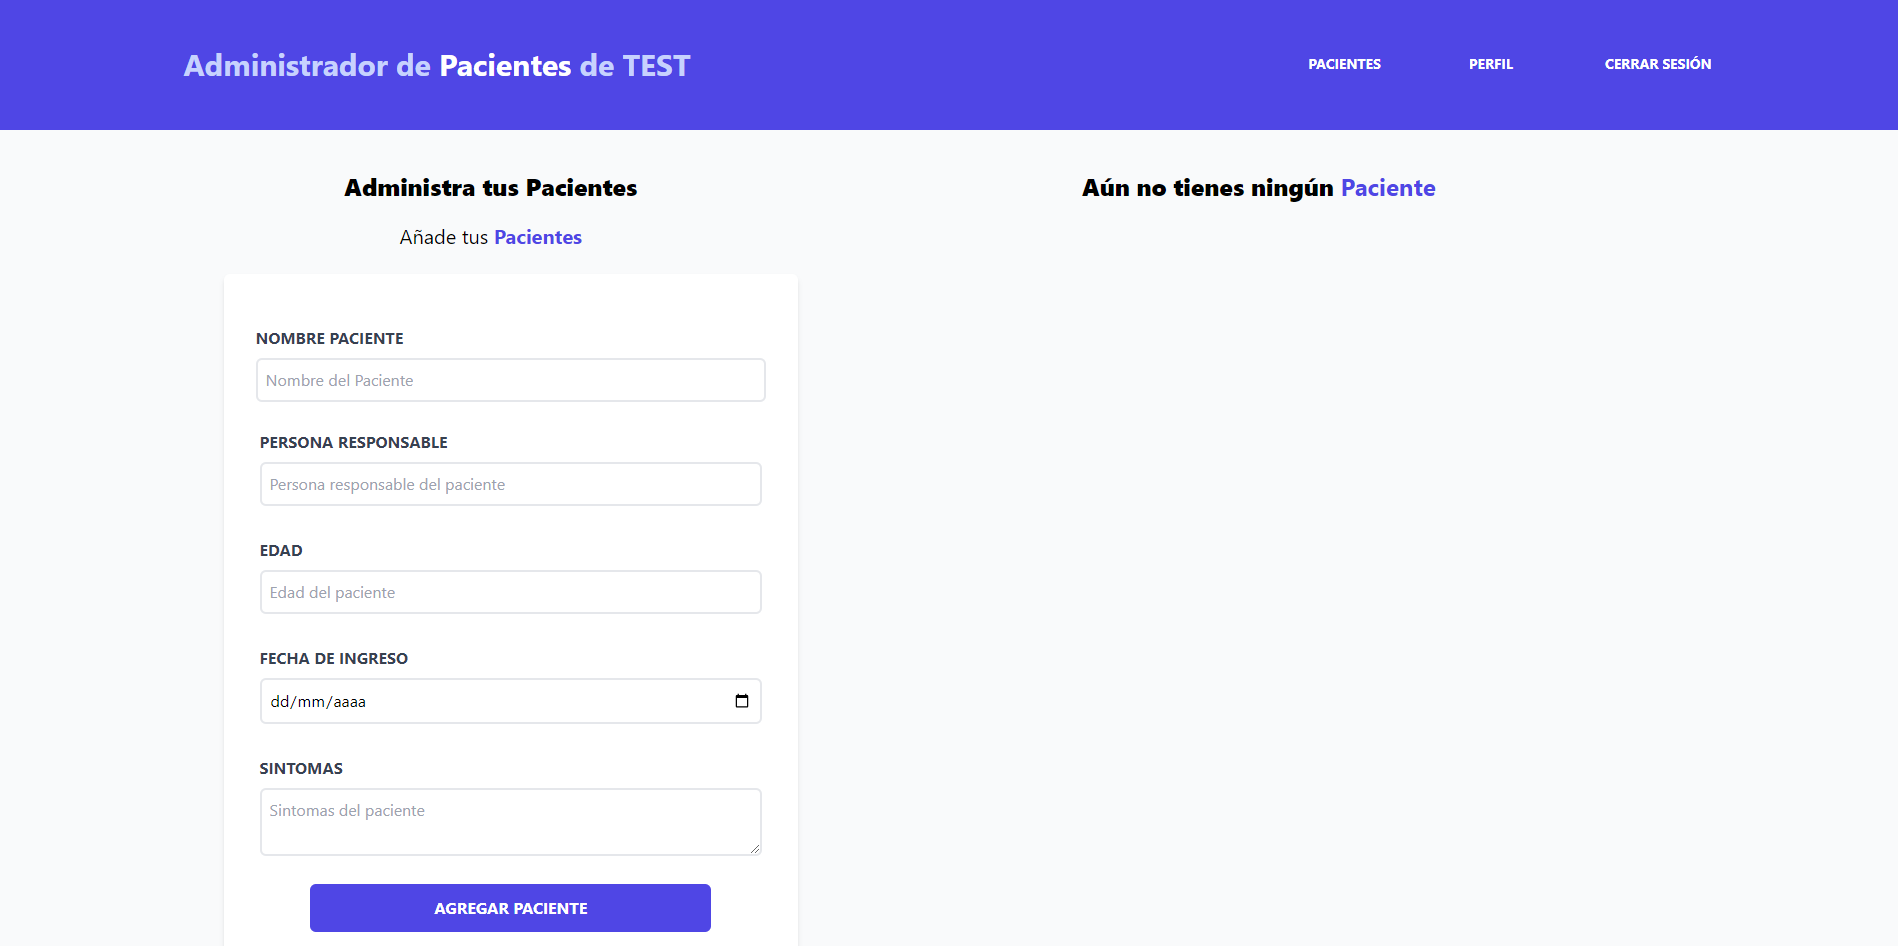 Administrador de Pacientes de TEST
PACIENTES
PERFIL
CERRAR SESIÓN
Administra tus Pacientes
Añade tus Pacientes
NOMBRE PACIENTE
Nombre del Paciente
PERSONA RESPONSABLE
Persona responsable del paciente
EDAD
Edad del paciente
FECHA DE INGRESO
dd/mm/aaaa
SINTOMAS
Sintomas del paciente
AGREGAR PACIENTE
Aún no tienes ningún Paciente